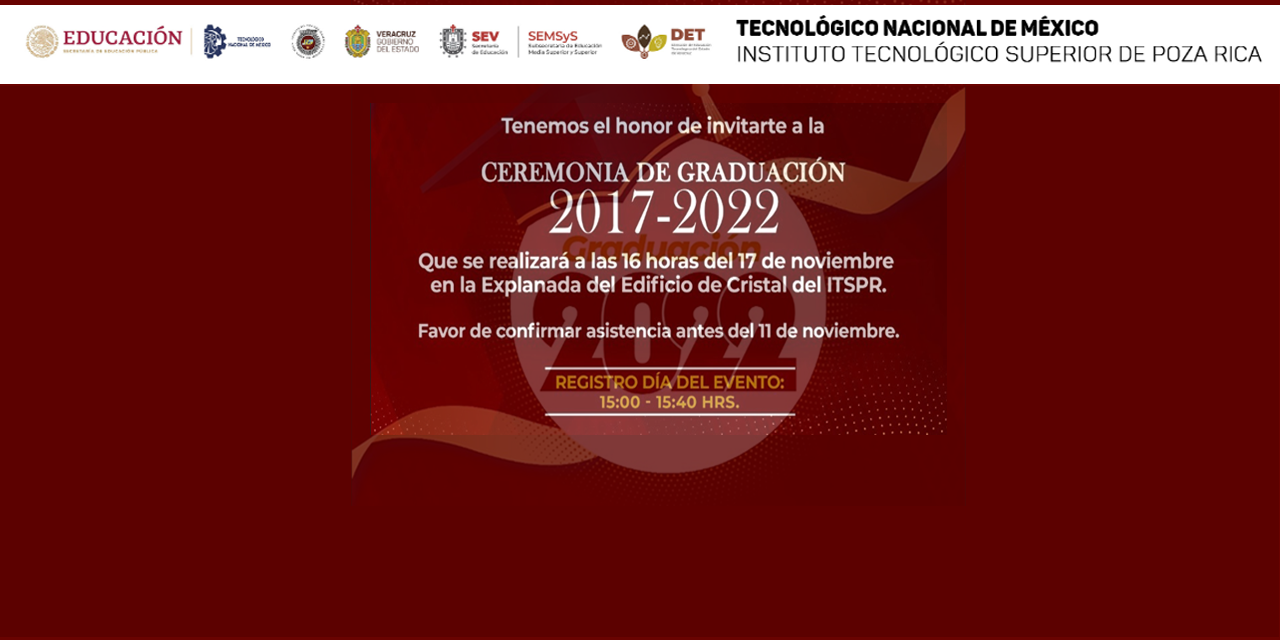 EDUCACIÓN
SECRETARÍA DE EDUCACIÓN PÚBLICA
TECNOLÓGICO
NACIONAL DE MÉXICO
VERACRUZ
GOBIERNO
DEL ESTADO
SEV
Secretaría
de Educación
SEMSyS
Subsecretaría de Educación
Media Superior y Superior
DET
TECNOLÓGICO NACIONAL DE MÉXICO
INSTITUTO TECNOLÓGICO SUPERIOR DE POZA RICA
Tenemos el honor de invitarte a la
CEREMONIA DE GRADUACIÓN
2017-2022
Graduación
Que se realizará a las 16 horas del 17 de noviembre
en la Explanada del Edificio de Cristal del ITSPR.
2022
Favor de confirmar asistencia antes del 11 de noviembre.
REGISTRO DÍA DEL EVENTO:
15:00 - 15:40 HRS.